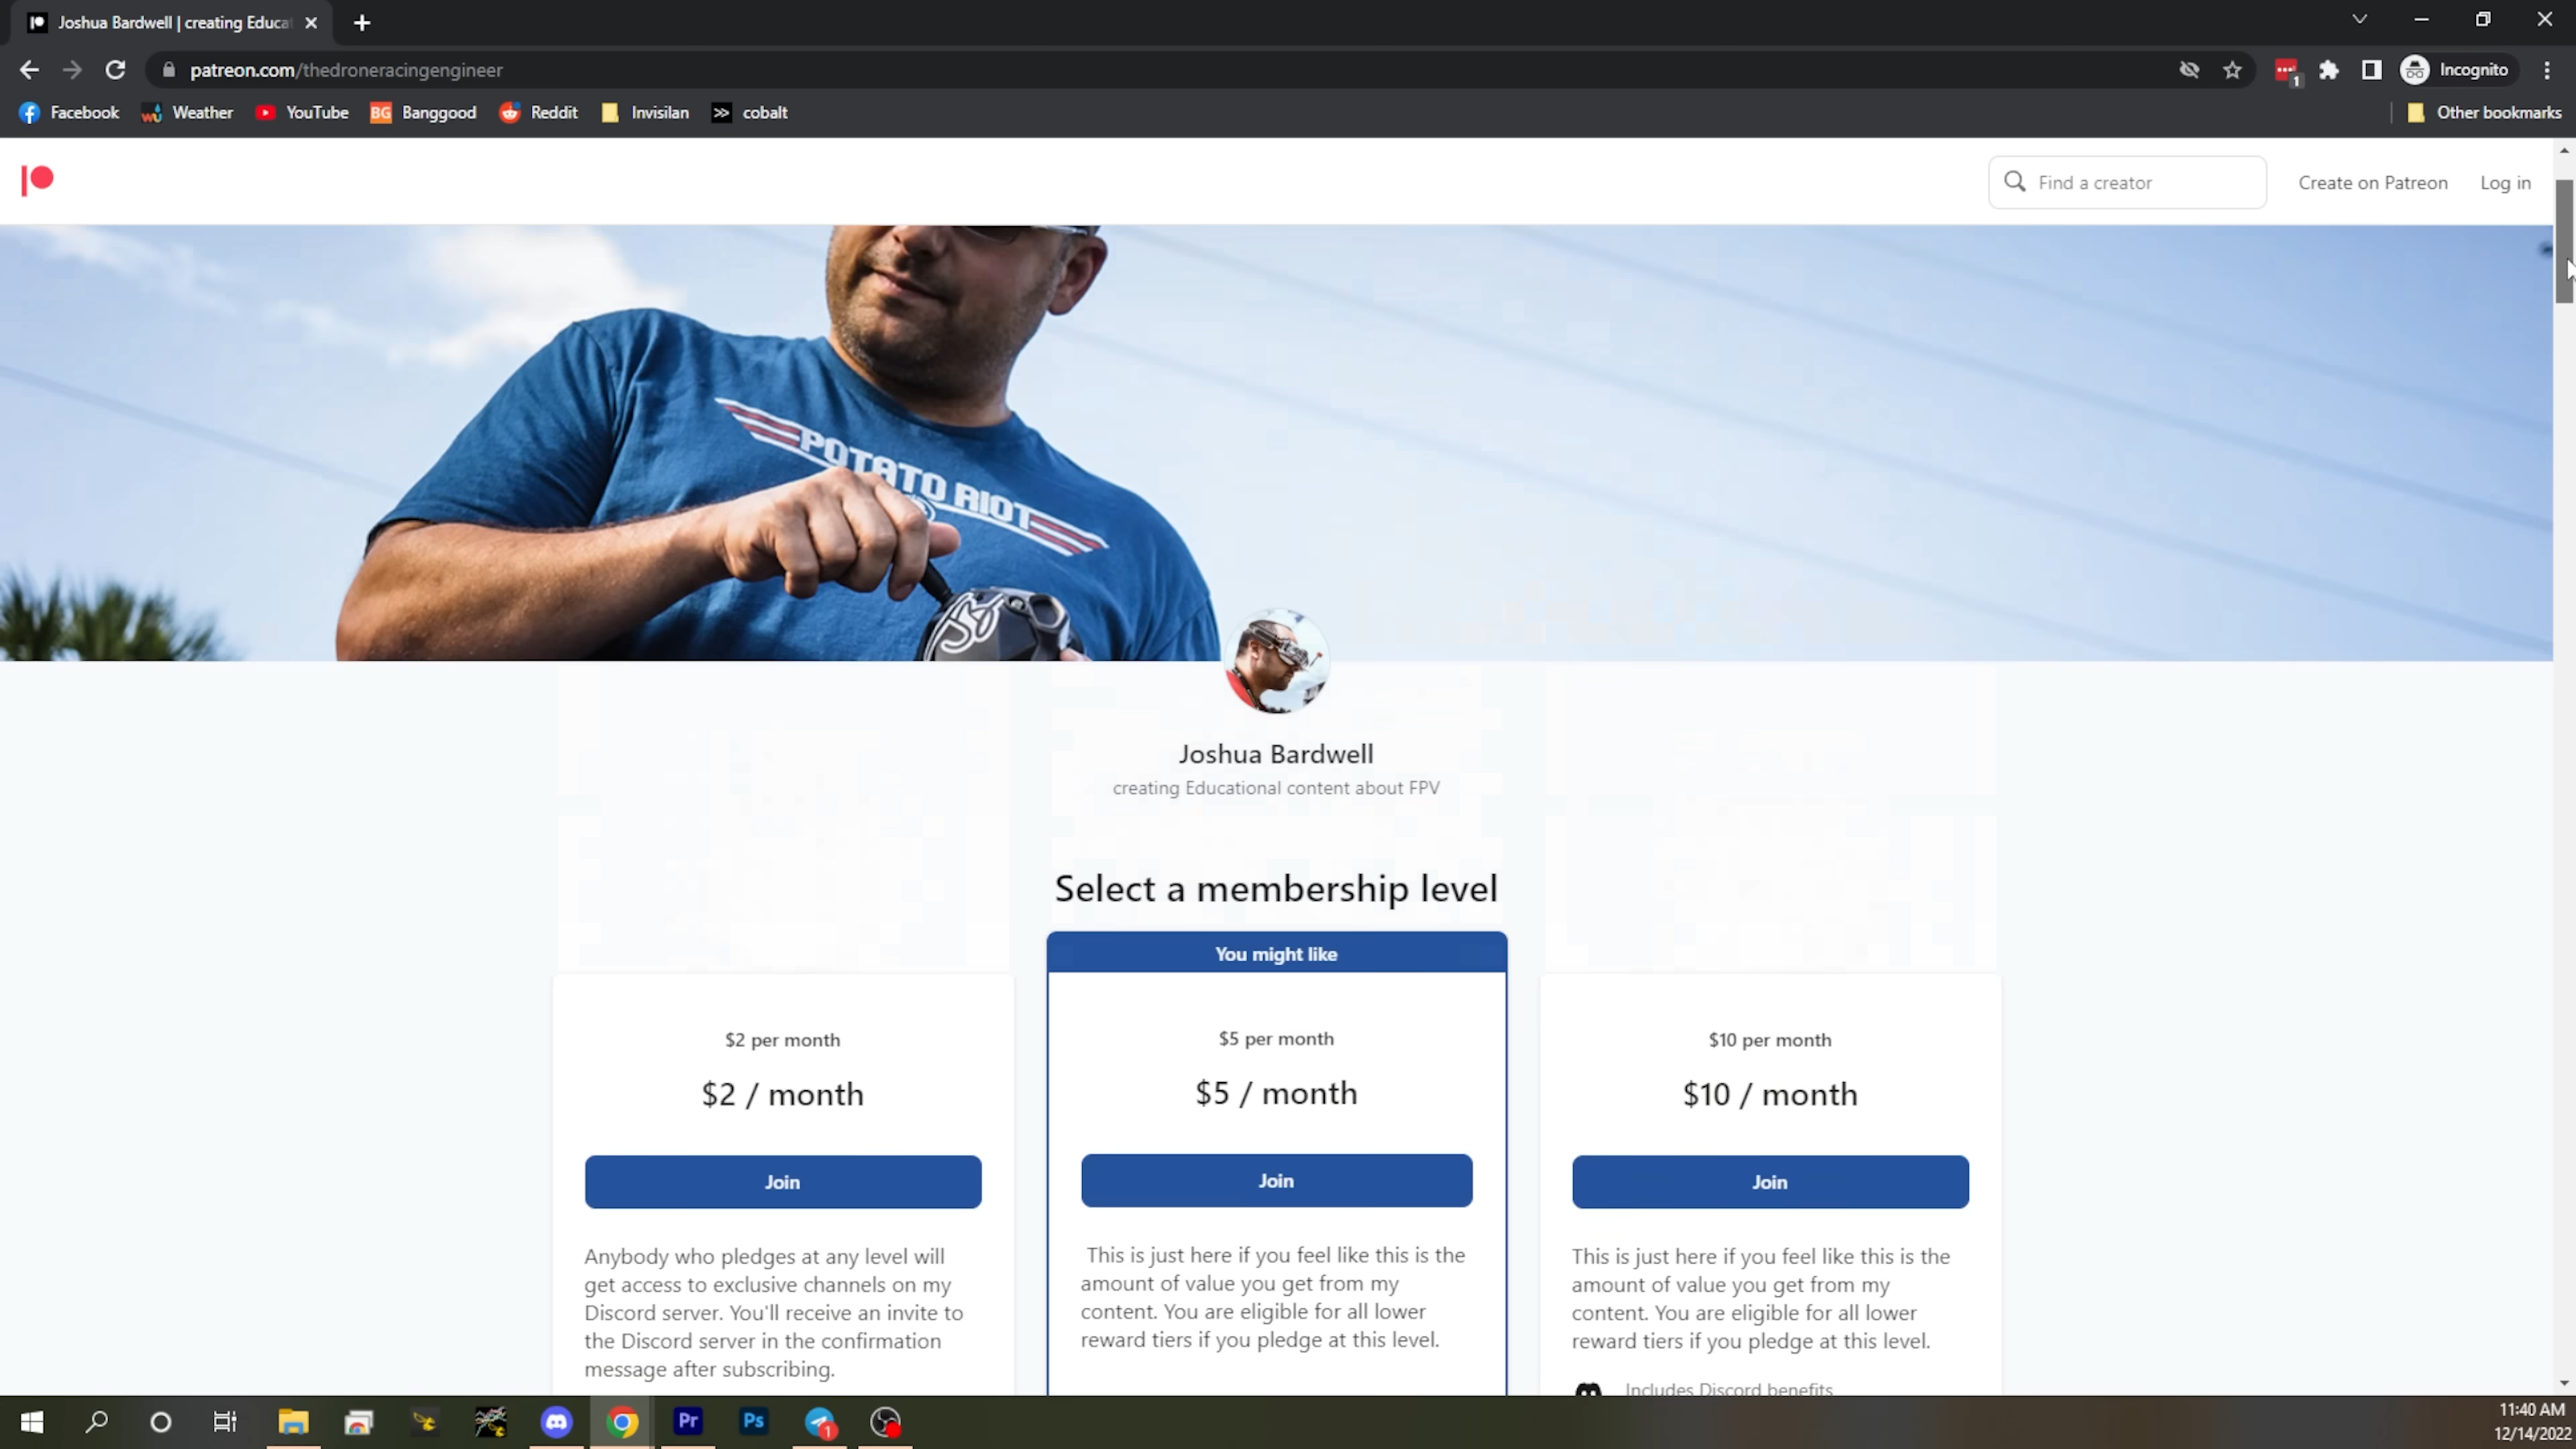 Joshua Bardwell | creating Educa
patreon.com/thedroneracingengineer
1
Incognito
Facebook
Weather
YouTube
BG Banggood
Reddit
Invisilan
cobalt
Other bookmarks
Find a creator
Create on Patreon
Log in
POTATO RIOT
Joshua Bardwell
creating Educational content about FPV
Select a membership level
You might like
$2 per month
$2 / month
Join
Anybody who pledges at any level will
get access to exclusive channels on my
Discord server. You'll receive an invite to
the Discord server in the confirmation
message after subscribing.
$5 per month
$5 / month
Join
This is just here if you feel like this is the
amount of value you get from my
content. You are eligible for all lower
reward tiers if you pledge at this level.
$10 per month
$10 / month
Join
This is just here if you feel like this is the
amount of value you get from my
content. You are eligible for all lower
reward tiers if you pledge at this level.
Includes Discord benefits
Pr
Ps
1
11:40 AM
12/14/2022